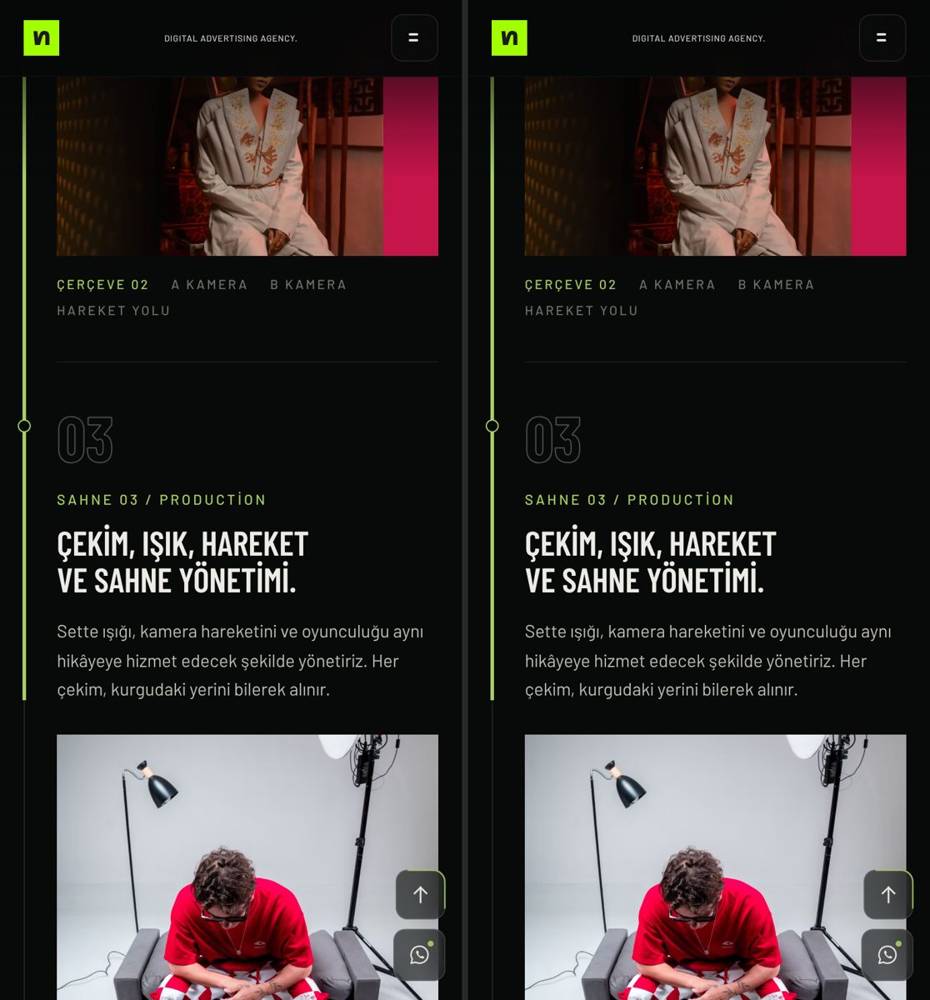 n
DIGITAL ADVERTISING AGENCY.
ÇERÇEVE 02 A KAMERA B KAMERA
HAREKET YOLU
03
SAHNE 03 / PRODUCTİON
ÇEKİM, IŞIK, HAREKET
VE SAHNE YÖNETİMİ.
Sette ışığı, kamera hareketini ve oyunculuğu aynı
hikâyeye hizmet edecek şekilde yönetiriz. Her
çekim, kurgudaki yerini bilerek alınır.
n
DIGITAL ADVERTISING AGENCY.
ÇERÇEVE 02 A KAMERA B KAMERA
HAREKET YOLU
03
SAHNE 03 / PRODUCTİON
ÇEKİM, IŞIK, HAREKET
VE SAHNE YÖNETİMİ.
Sette ışığı, kamera hareketini ve oyunculuğu aynı
hikâyeye hizmet edecek şekilde yönetiriz. Her
çekim, kurgudaki yerini bilerek alınır.